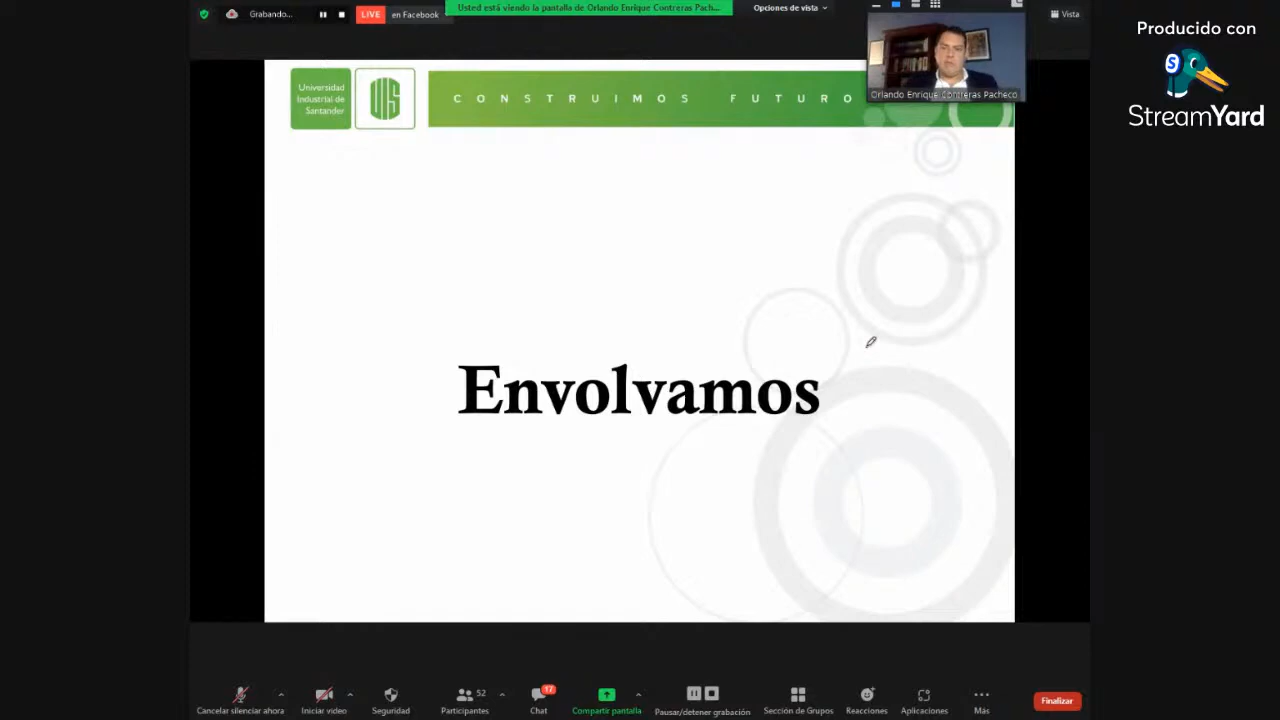 Grabando...
LIVE
en Facebook
Usted está viendo la pantalla de Orlando Enrique Contreras Pach...
Opciones de vista
Vista
Producido con
StreamYard
Universidad
Industrial de
Santander
UIS
CONSTRUIMOS FUTURO
Orlando Enrique Contreras Pacheco
Envolvamos
Cancelar silenciar ahora
Iniciar video
Seguridad
52
Participantes
17
Chat
Compartir pantalla
Pausar/detener grabación
Sección de Grupos
Reacciones
Aplicaciones
Más
Finalizar